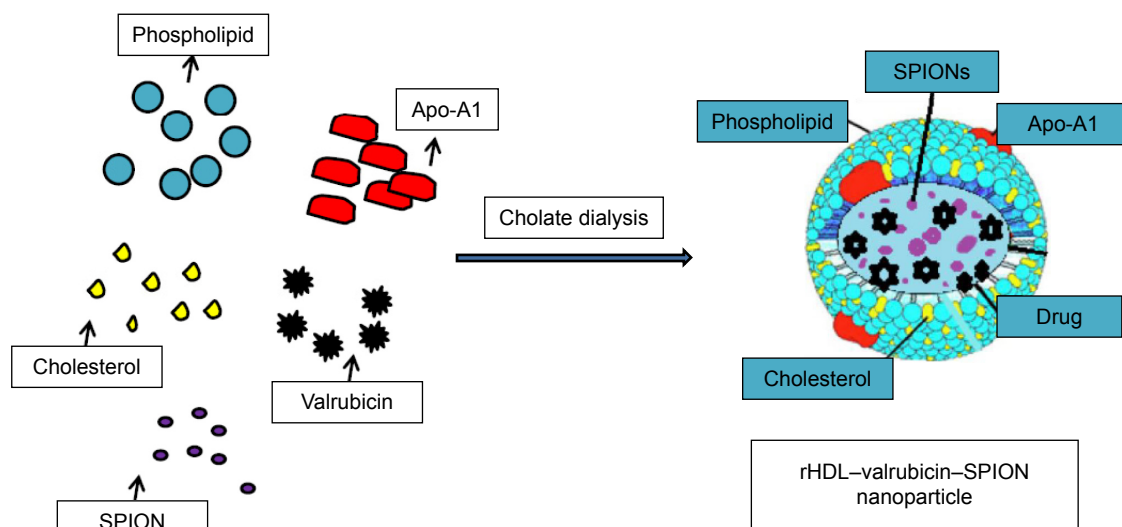 Phospholipid
Apo-A1
Cholesterol
Valrubicin
SPION
Cholate dialysis
SPIONs
Phospholipid
Apo-A1
Drug
Cholesterol
rHDL–valrubicin–SPION
nanoparticle